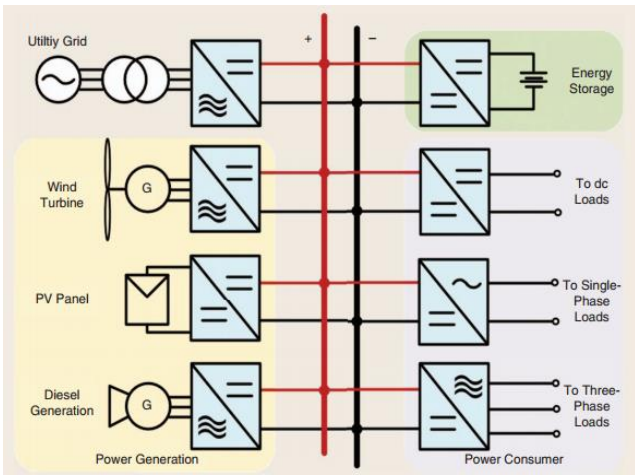 Utiltiy Grid
+
−
Energy
Storage
Wind
Turbine
G
To dc
Loads
PV Panel
To Single-
Phase
Loads
Diesel
Generation
G
To Three-
Phase
Loads
Power Generation
Power Consumer